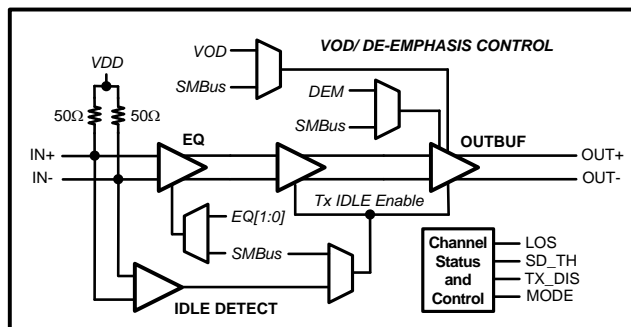 VOD/ DE-EMPHASIS CONTROL
VOD
VDD
SMBus
DEM
50Ω
50Ω
SMBus
EQ
OUTBUF
IN+
OUT+
IN-
OUT-
Tx IDLE Enable
EQ[1:0]
SMBus
IDLE DETECT
Channel
Status
and
Control
LOS
SD_TH
TX_DIS
MODE